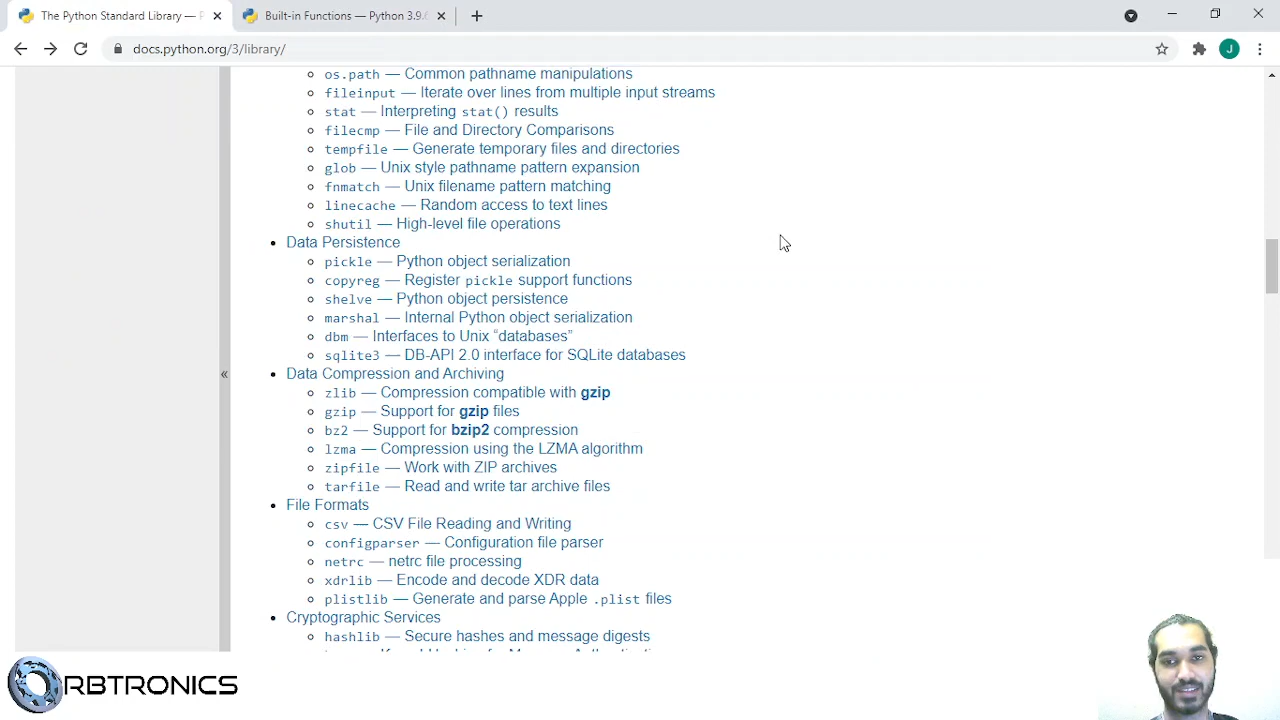 The Python Standard Library — P
Built-in Functions — Python 3.9.6
docs.python.org/3/library/
J
os.path — Common pathname manipulations
fileinput — Iterate over lines from multiple input streams
stat — Interpreting stat() results
filecmp — File and Directory Comparisons
tempfile — Generate temporary files and directories
glob — Unix style pathname pattern expansion
fnmatch — Unix filename pattern matching
linecache — Random access to text lines
shutil — High-level file operations
Data Persistence
pickle — Python object serialization
copyreg — Register pickle support functions
shelve — Python object persistence
marshal — Internal Python object serialization
dbm — Interfaces to Unix “databases”
sqlite3 — DB-API 2.0 interface for SQLite databases
«
Data Compression and Archiving
zlib — Compression compatible with gzip
gzip — Support for gzip files
bz2 — Support for bzip2 compression
lzma — Compression using the LZMA algorithm
zipfile — Work with ZIP archives
tarfile — Read and write tar archive files
File Formats
csv — CSV File Reading and Writing
configparser — Configuration file parser
netrc — netrc file processing
xdrlib — Encode and decode XDR data
plistlib — Generate and parse Apple .plist files
Cryptographic Services
hashlib — Secure hashes and message digests
ORBTRONICS